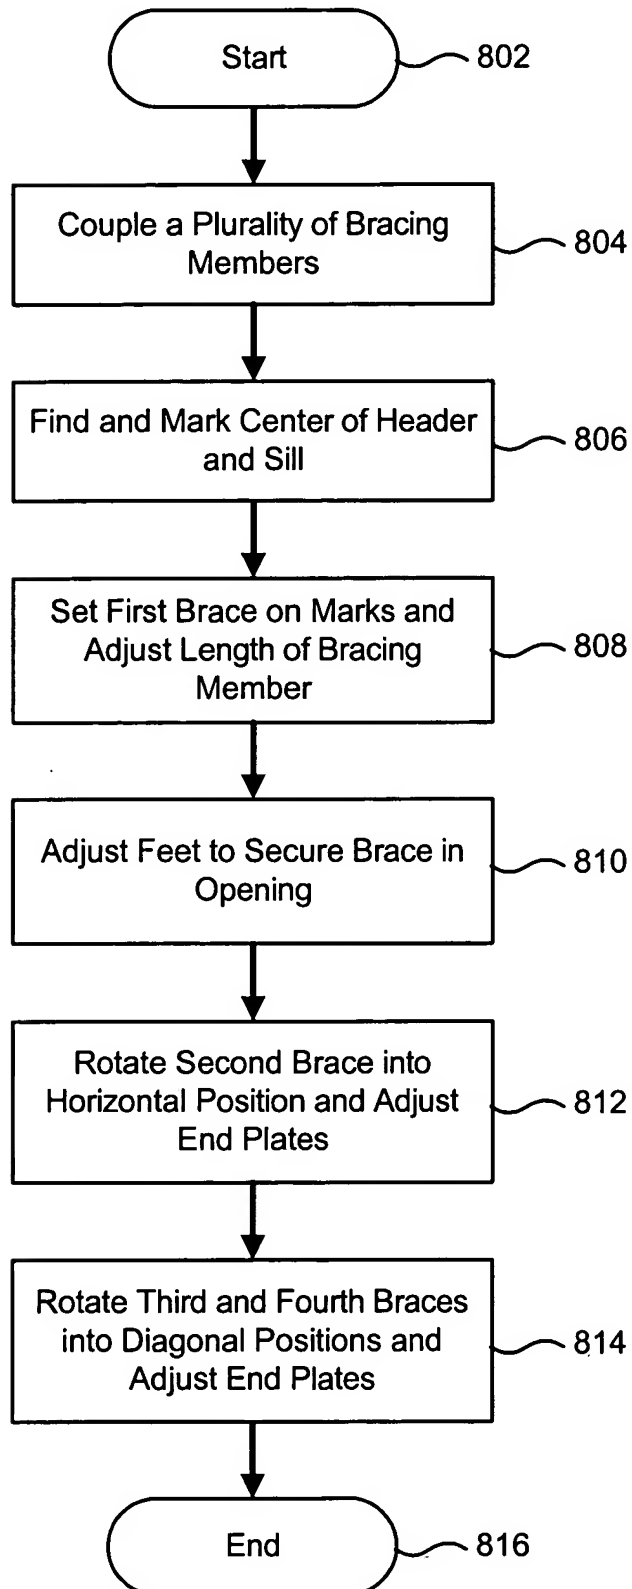 Start
802
Couple a Plurality of Bracing
Members
804
Find and Mark Center of Header
and Sill
806
Set First Brace on Marks and
Adjust Length of Bracing
Member
808
Adjust Feet to Secure Brace in
Opening
810
Rotate Second Brace into
Horizontal Position and Adjust
End Plates
812
Rotate Third and Fourth Braces
into Diagonal Positions and
Adjust End Plates
814
End
816